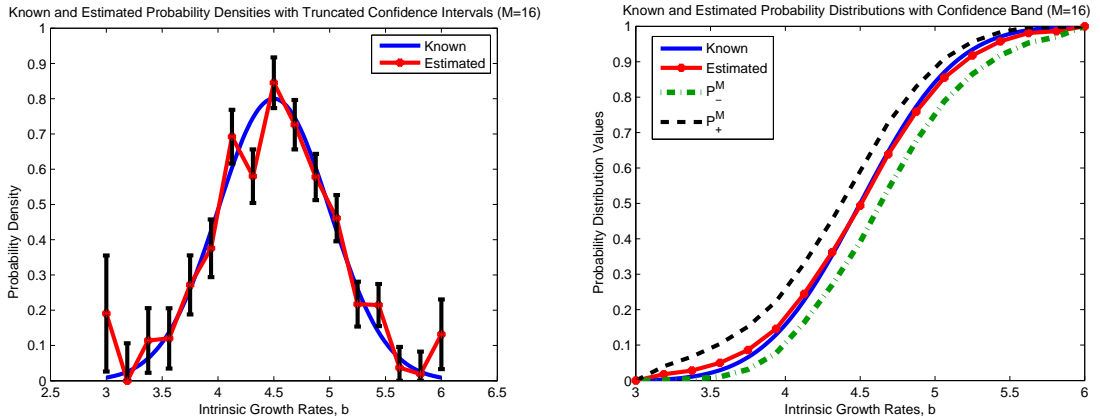 Known and Estimated Probability Densities with Truncated Confidence Intervals (M=16)
1
0.9
0.8
0.7
0.6
0.5
0.4
0.3
0.2
0.1
0
Probability Density
Known
Estimated
2.5 3 3.5 4 4.5 5 5.5 6 6.5
Intrinsic Growth Rates, b
Known and Estimated Probability Distributions with Confidence Band (M=16)
1
0.9
0.8
0.7
0.6
0.5
0.4
0.3
0.2
0.1
0
Probability Distribution Values
Known
Estimated
P_-^M
P_+^M
3 3.5 4 4.5 5 5.5 6
Intrinsic Growth Rates, b